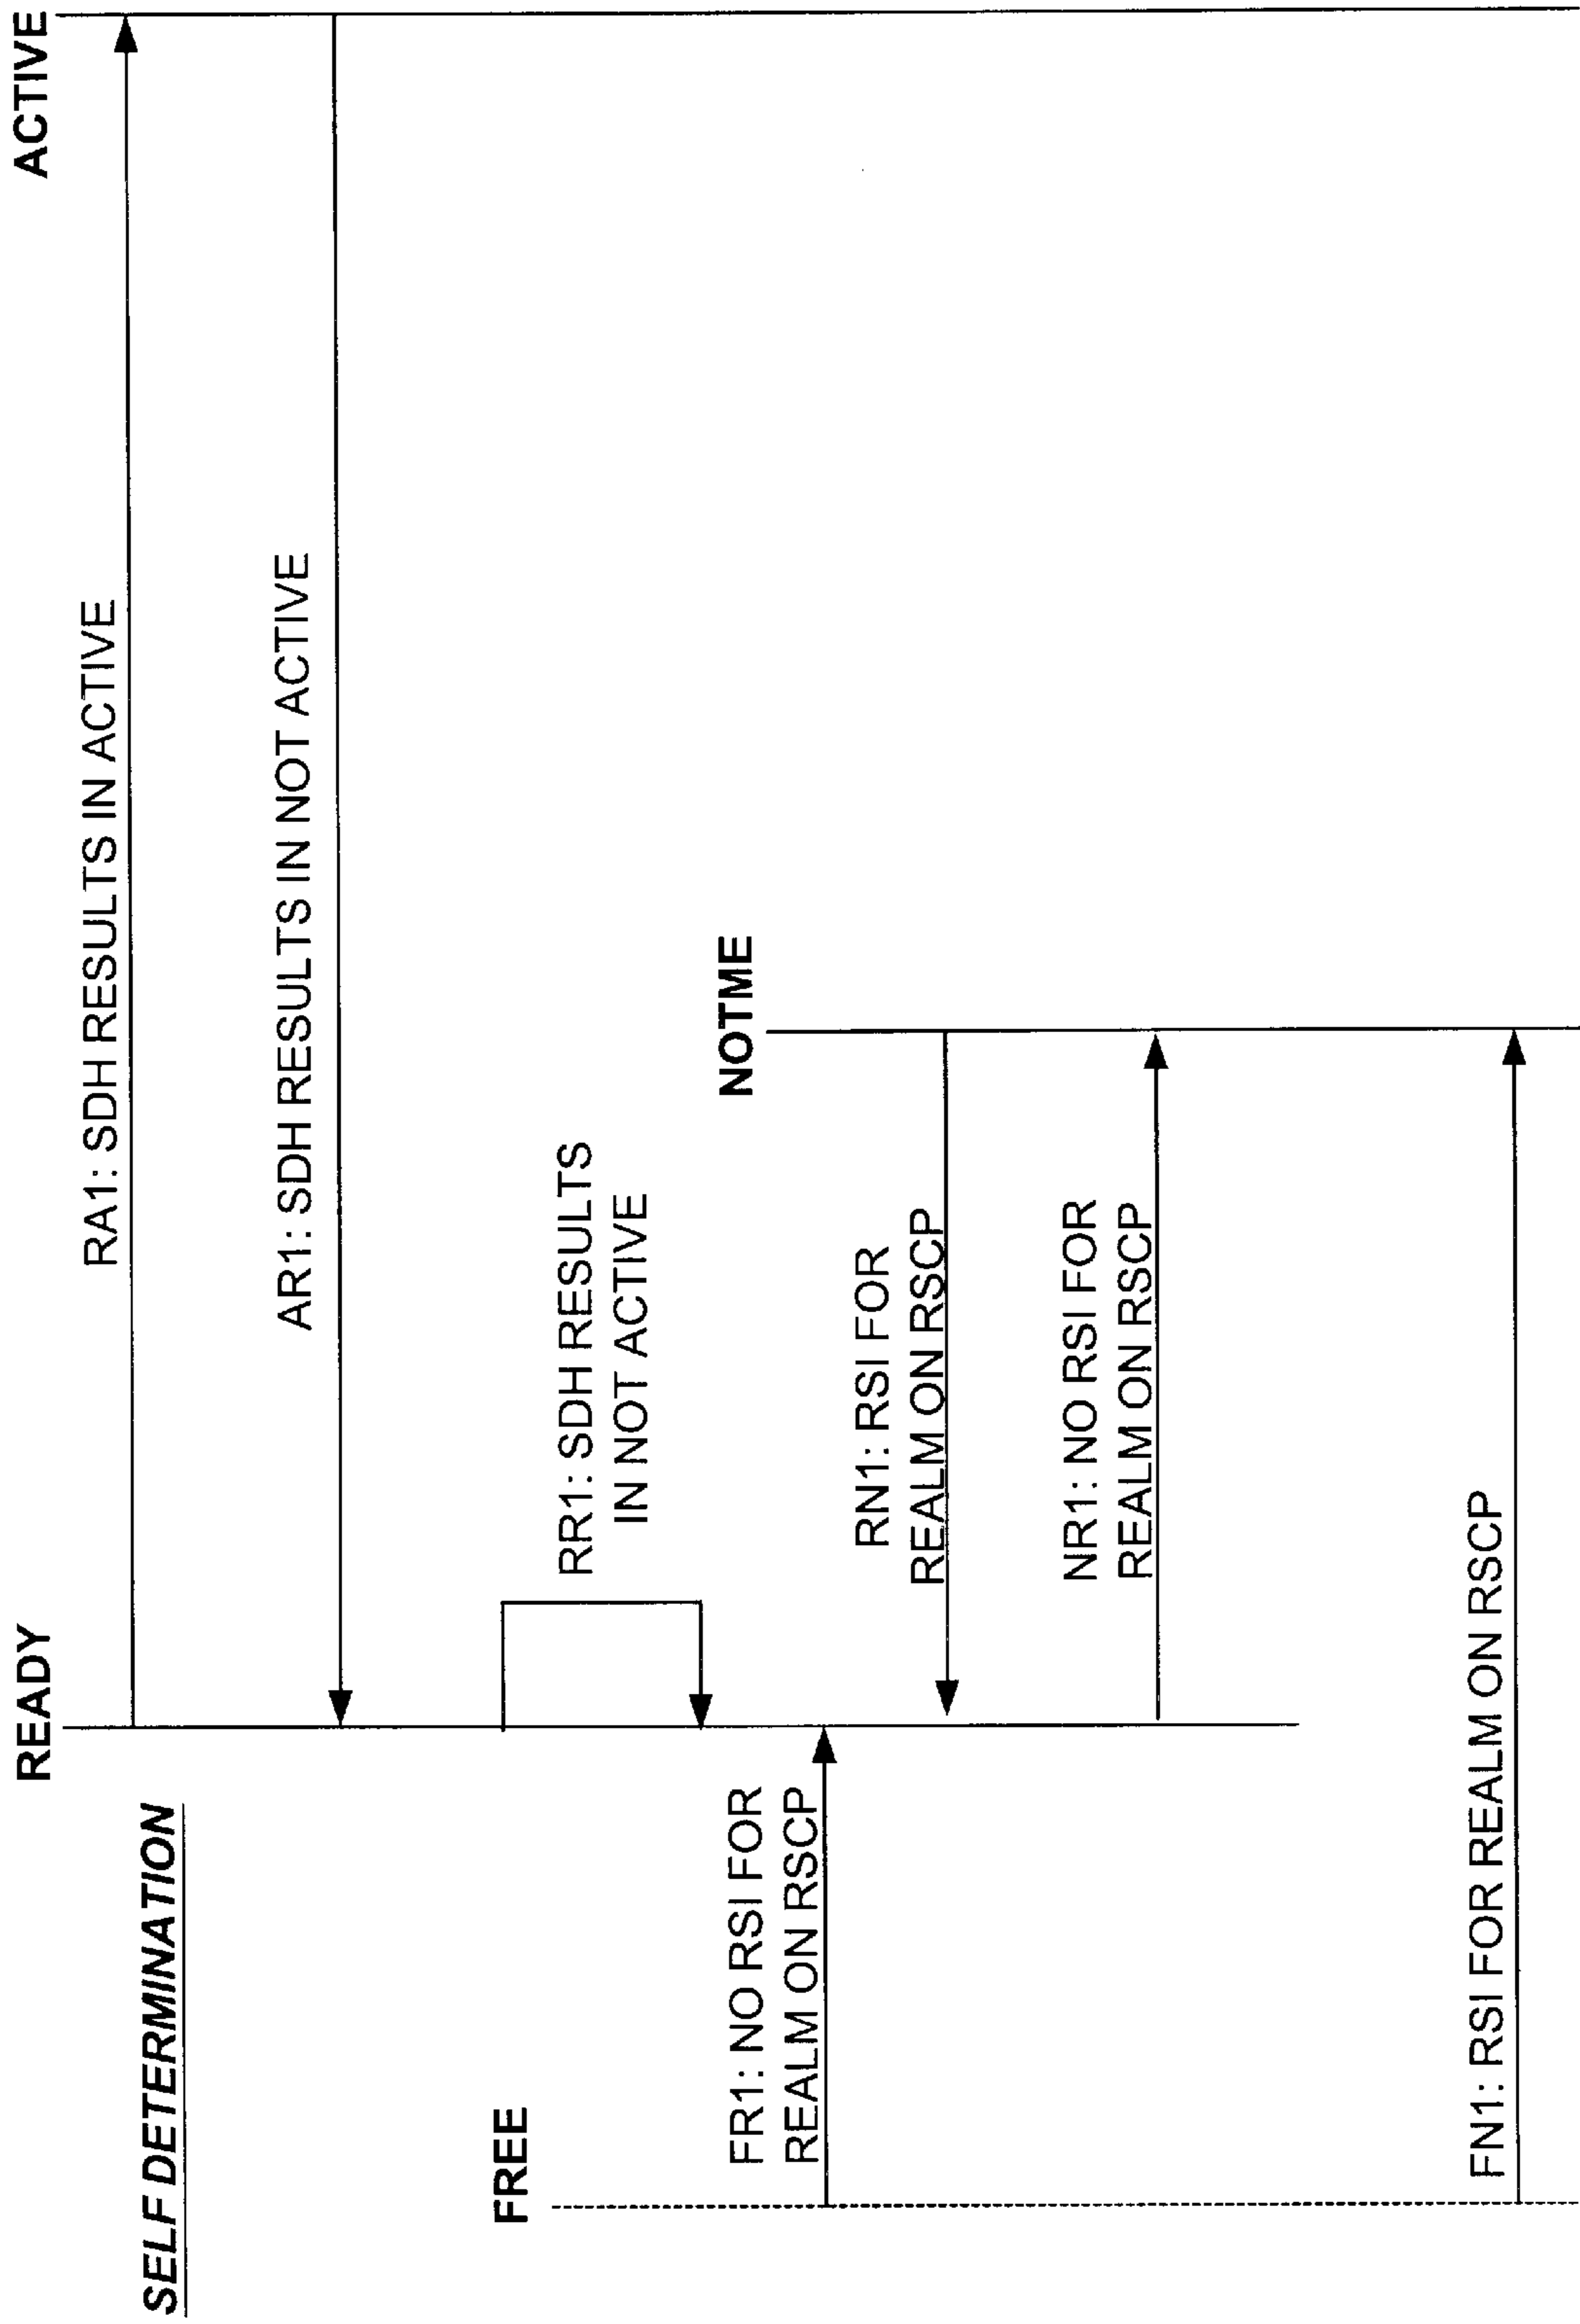 READY
ACTIVE
SELF DETERMINATION
RA1: SDH RESULTS IN ACTIVE
AR1: SDH RESULTS IN NOT ACTIVE
FREE
RR1: SDH RESULTS
IN NOT ACTIVE
NOTME
FR1: NO RSI FOR
REALM ON RSCP
RN1: RSI FOR
REALM ON RSCP
NR1: NO RSI FOR
REALM ON RSCP
FN1: RSI FOR REALM ON RSCP